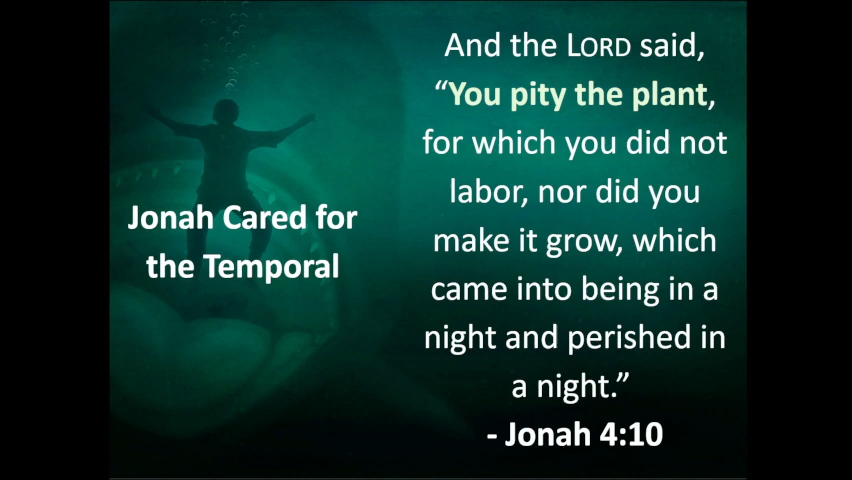 Jonah Cared for
the Temporal
And the LORD said,
“You pity the plant,
for which you did not
labor, nor did you
make it grow, which
came into being in a
night and perished in
a night.”
- Jonah 4:10